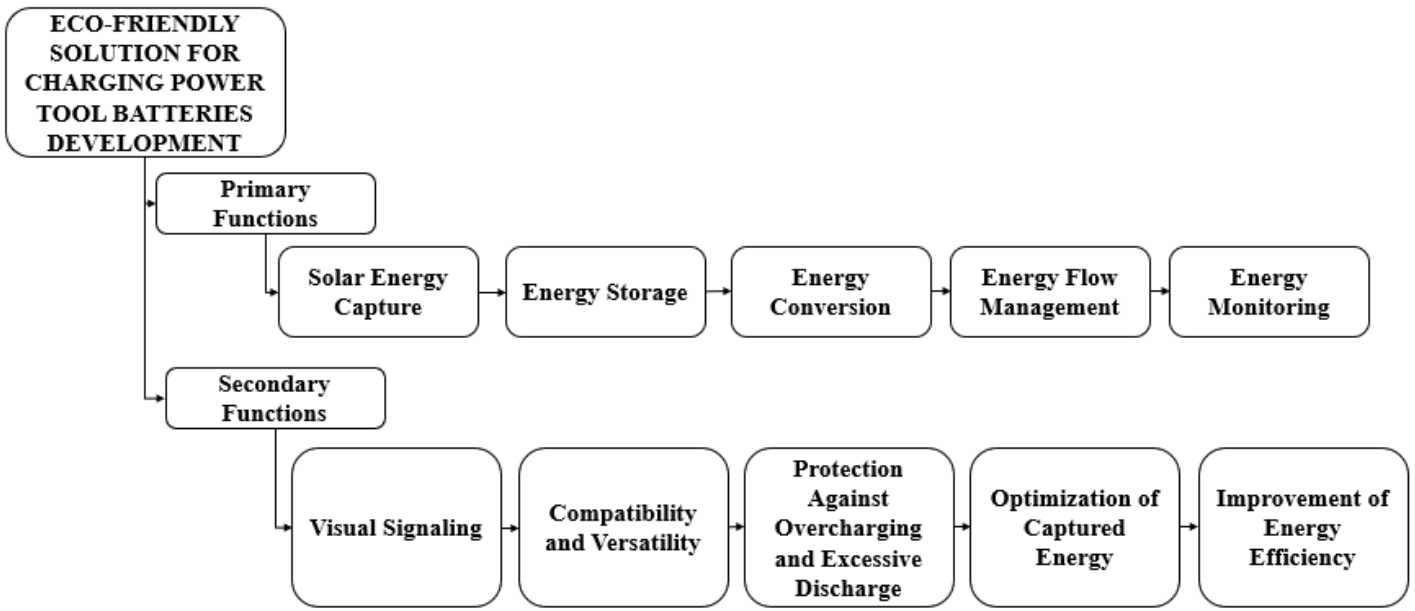 ECO-FRIENDLY
SOLUTION FOR
CHARGING POWER
TOOL BATTERIES
DEVELOPMENT
Primary
Functions
Solar Energy
Capture
Energy Storage
Energy
Conversion
Energy Flow
Management
Energy
Monitoring
Secondary
Functions
Visual Signaling
Compatibility
and Versatility
Protection
Against
Overcharging
and Excessive
Discharge
Optimization of
Captured
Energy
Improvement of
Energy
Efficiency